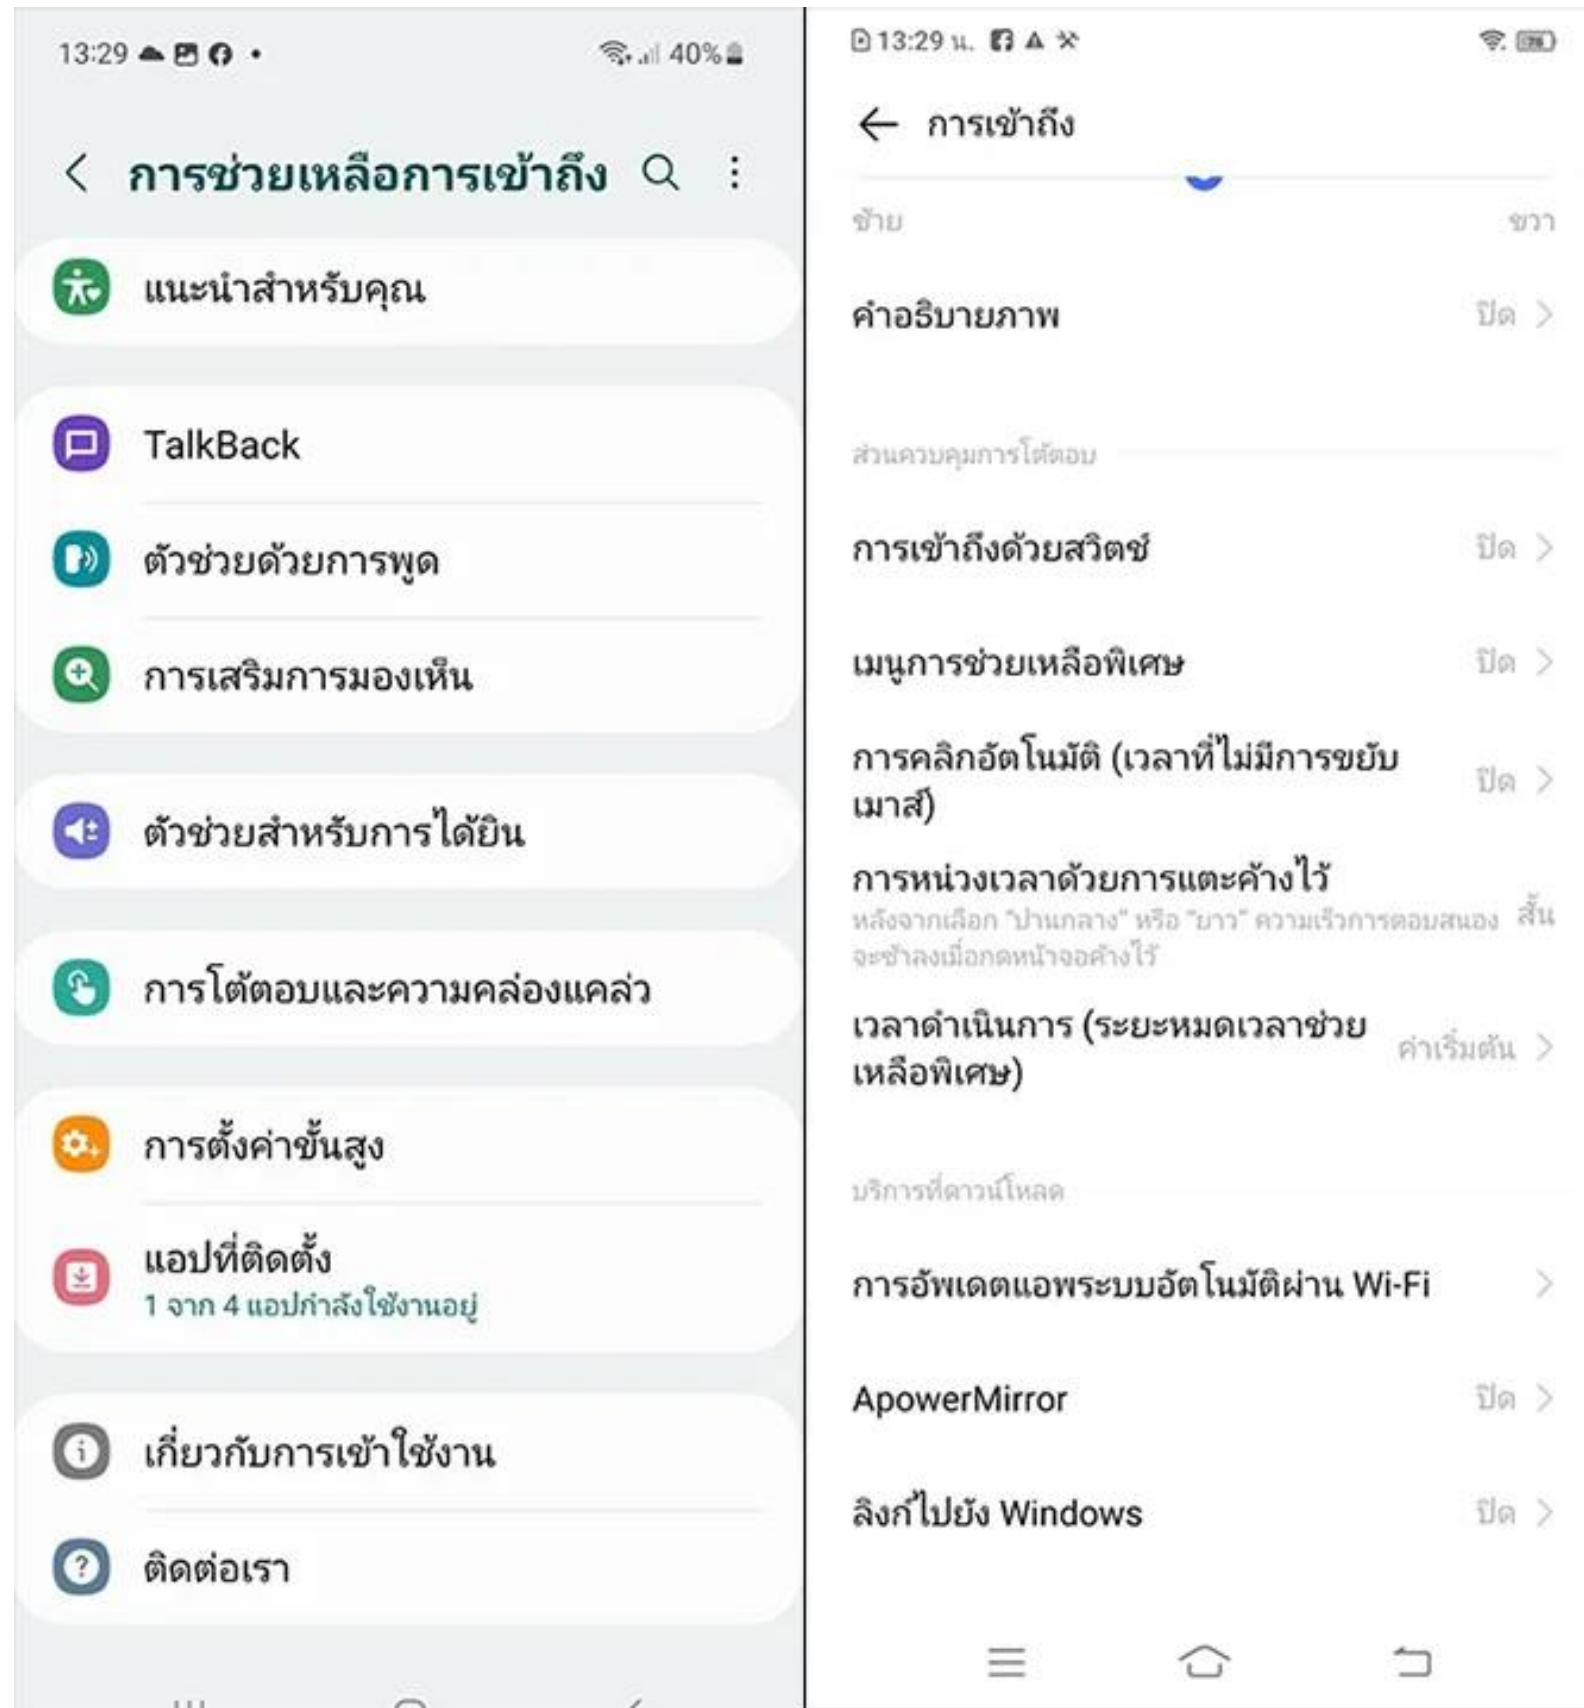 13:29
40%
การช่วยเหลือการเข้าถึง
แนะนำสำหรับคุณ
TalkBack
ตัวช่วยด้วยการพูด
การเสริมการมองเห็น
ตัวช่วยสำหรับการได้ยิน
การโต้ตอบและความคล่องแคล่ว
การตั้งค่าขั้นสูง
แอปที่ติดตั้ง
1 จาก 4 แอปกำลังใช้งานอยู่
เกี่ยวกับการเข้าใช้งาน
ติดต่อเรา
13:29 น.
76
การเข้าถึง
ซ้าย ขวา
คำอธิบายภาพ ปิด
ส่วนควบคุมการโต้ตอบ
การเข้าถึงด้วยสวิตช์ ปิด
เมนูการช่วยเหลือพิเศษ ปิด
การคลิกอัตโนมัติ (เวลาที่ไม่มีการขยับ
เมาส์) ปิด
การหน่วงเวลาด้วยการแตะค้างไว้
หลังจากเลือก "ปานกลาง" หรือ "ยาว" ความเร็วการตอบสนอง สั้น
จะช้าลงเมื่อกดหน้าจอค้างไว้
เวลาดำเนินการ (ระยะหมดเวลาช่วย
เหลือพิเศษ) ค่าเริ่มต้น
บริการที่ดาวน์โหลด
การอัพเดตแอพระบบอัตโนมัติผ่าน Wi-Fi
ApowerMirror ปิด
ลิงก์ไปยัง Windows ปิด